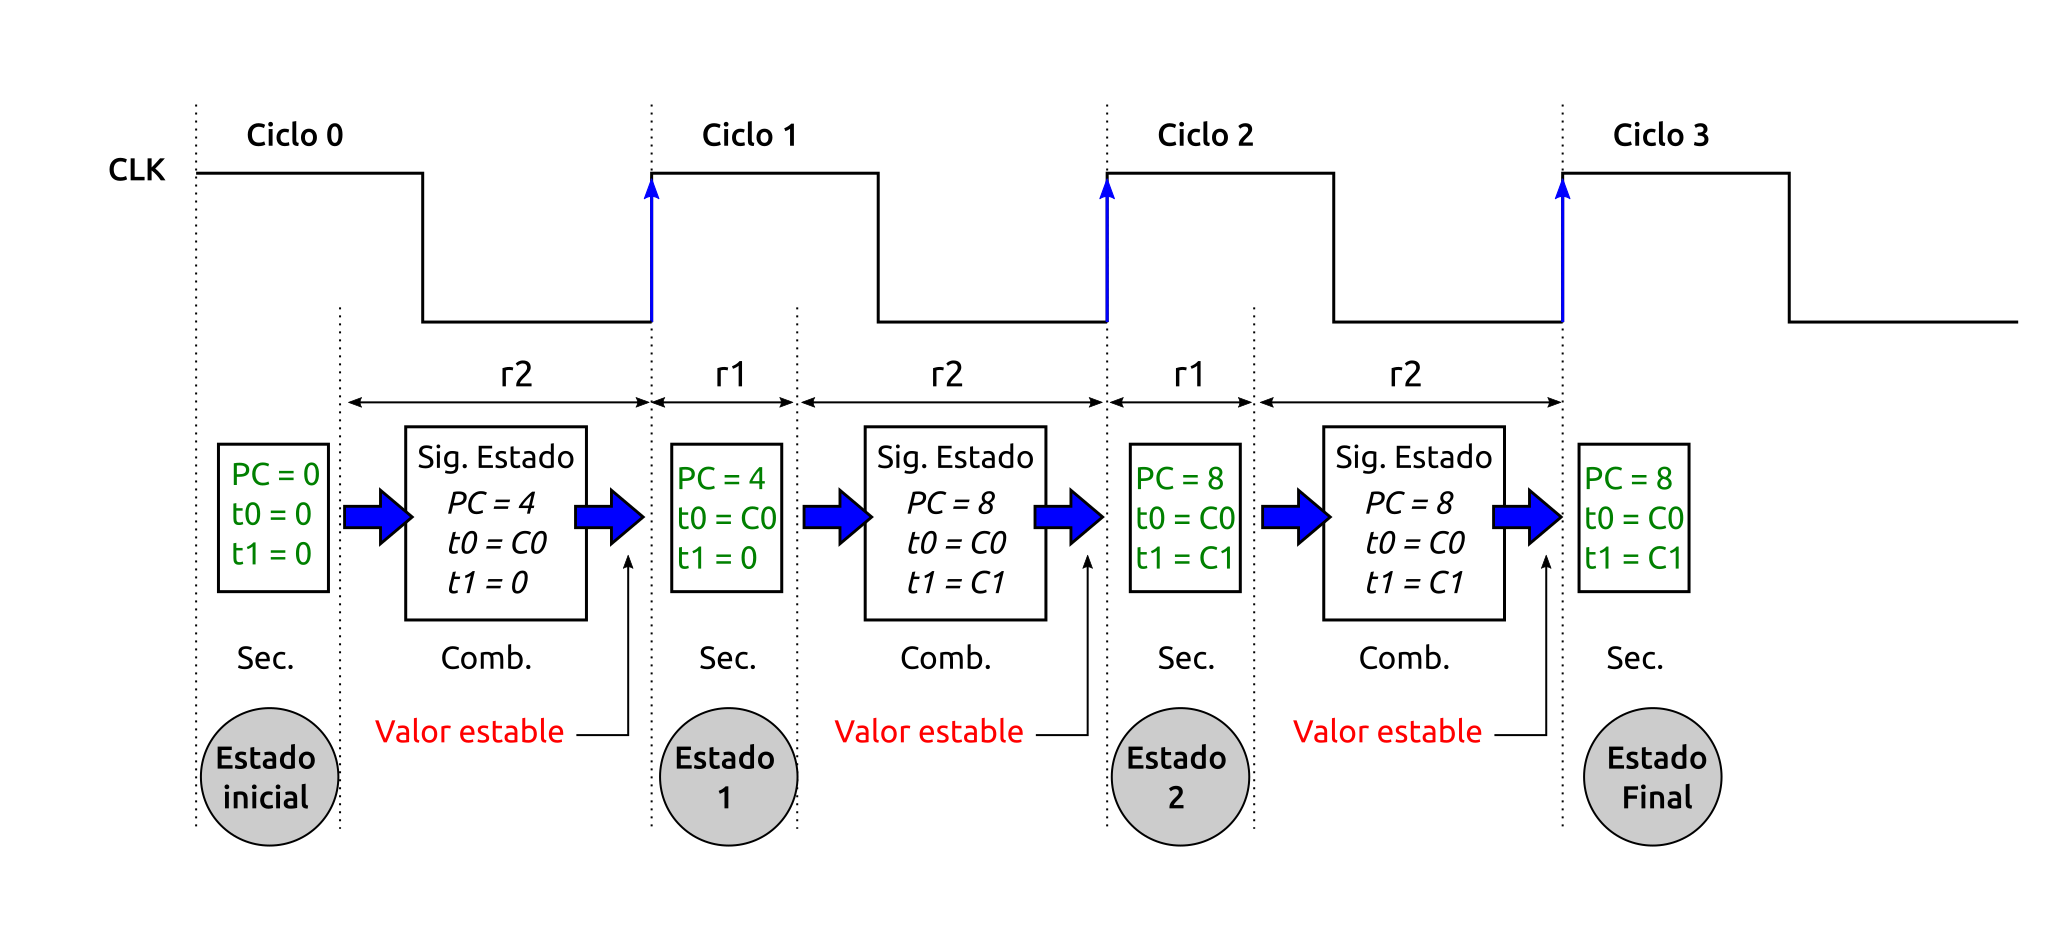 Ciclo 0
Ciclo 1
Ciclo 2
Ciclo 3
CLK
r2
r1
r2
r1
r2
PC = 0
t0 = 0
t1 = 0
Sig. Estado
PC = 4
t0 = C0
t1 = 0
PC = 4
t0 = C0
t1 = 0
Sig. Estado
PC = 8
t0 = C0
t1 = C1
PC = 8
t0 = C0
t1 = C1
Sig. Estado
PC = 8
t0 = C0
t1 = C1
PC = 8
t0 = C0
t1 = C1
Sec.
Comb.
Sec.
Comb.
Sec.
Comb.
Sec.
Valor estable
Valor estable
Valor estable
Estado
inicial
Estado
1
Estado
2
Estado
Final